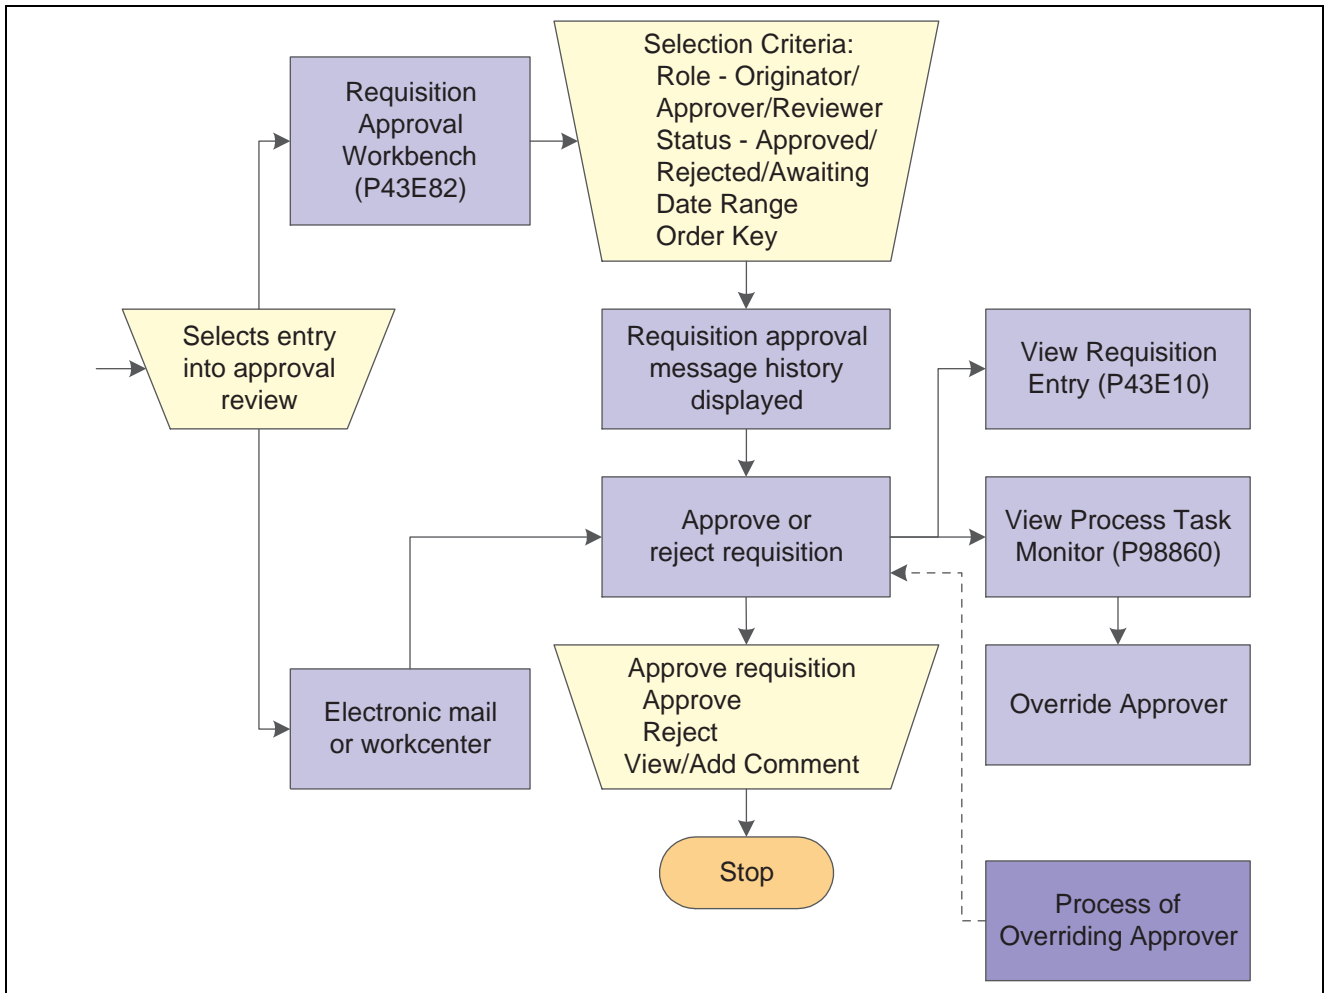 Requisition
Approval
Workbench
(P43E82)
Selection Criteria:
Role - Originator/
Approver/Reviewer
Status - Approved/
Rejected/Awaiting
Date Range
Order Key
Selects entry
into approval
review
Requisition approval
message history
displayed
View Requisition
Entry (P43E10)
Approve or
reject requisition
View Process Task
Monitor (P98860)
Electronic mail
or workcenter
Approve requisition
Approve
Reject
View/Add Comment
Override Approver
Stop
Process of
Overriding Approver